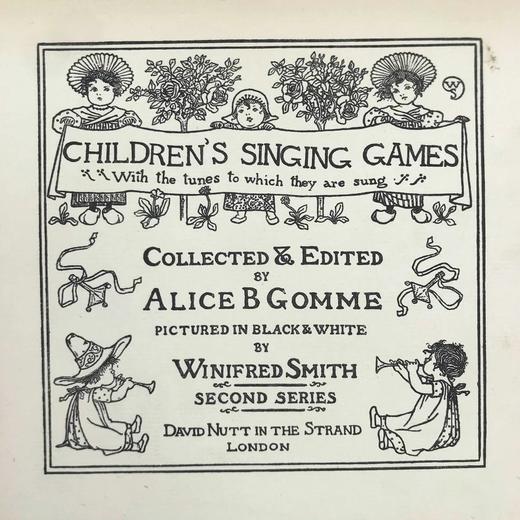 CHILDREN'S SINGING GAMES
With the tunes to which they are sung
COLLECTED & EDITED
BY
ALICE B GOMME
PICTURED IN BLACK & WHITE
BY
WINIFRED SMITH
SECOND SERIES
DAVID NUTT IN THE STRAND
LONDON